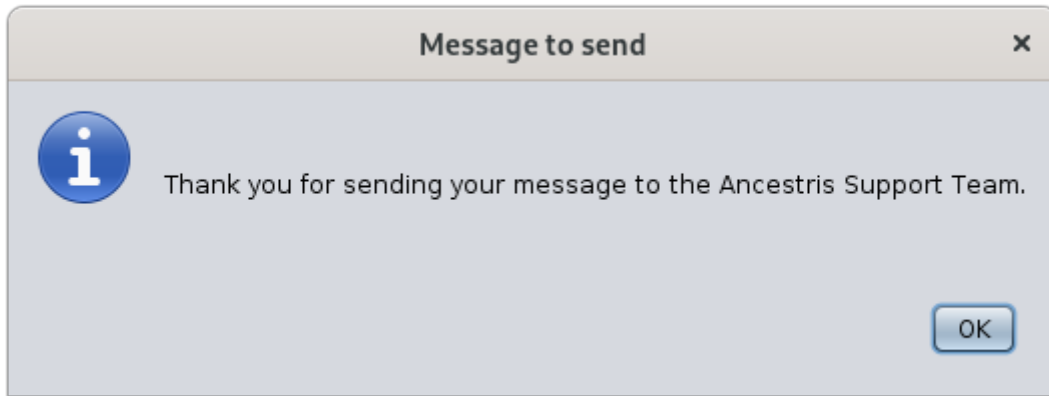 Message to send
Thank you for sending your message to the Ancestris Support Team.
OK